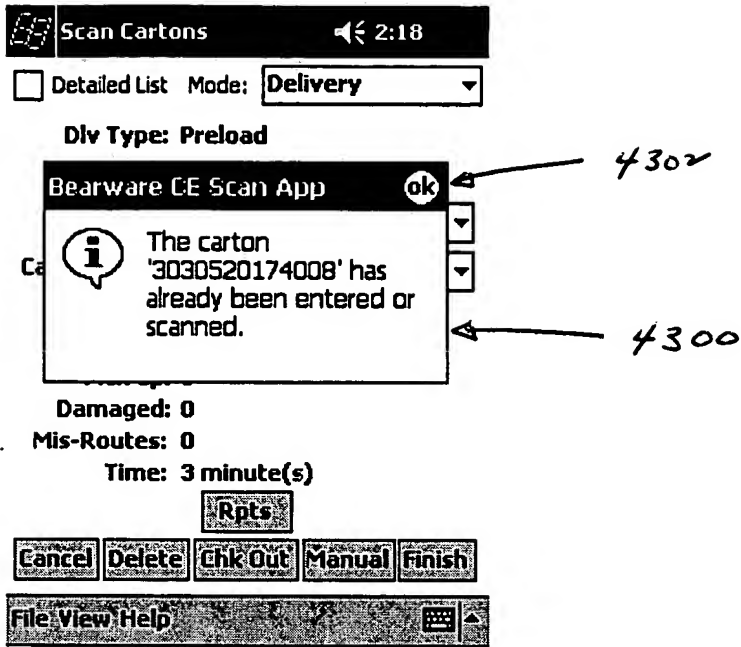 Scan Cartons 2:18
Detailed List Mode: Delivery
Dlv Type: Preload
4302
Bearware CE Scan App ok
The carton
Ca '3030520174008' has
already been entered or
scanned.
4300
Damaged: 0
Mis-Routes: 0
Time: 3 minute(s)
Rpts
Cancel Delete Chk Out Manual Finish
File View Help